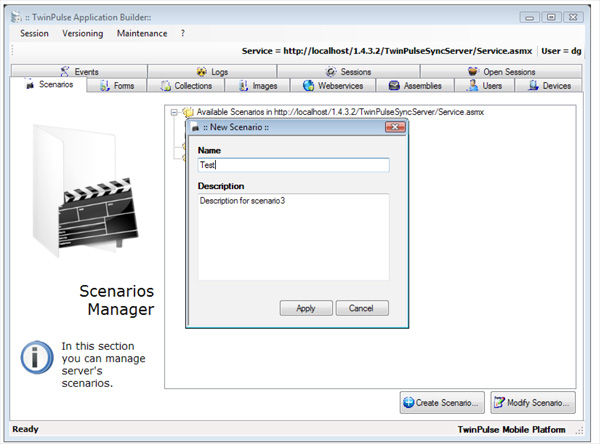 :: TwinPulse Application Builder::
Session Versioning Maintenance ?
Service = http://localhost/1.4.3.2/TwinPulseSyncServer/Service.asmx User = dg
Events Logs Sessions Open Sessions
Scenarios Forms Collections Images Webservices Assembles Users Devices
Available Scenarios in http://localhost/1.4.3.2/TwinPulseSyncServer/Service.asmx
:: New Scenario ::
Name
Test
Description
Description for scenario3
Apply Cancel
Scenarios
Manager
In this section
you can manage
server's
scenarios.
Create Scenario... Modify Scenario...
Ready TwinPulse Mobile Platform